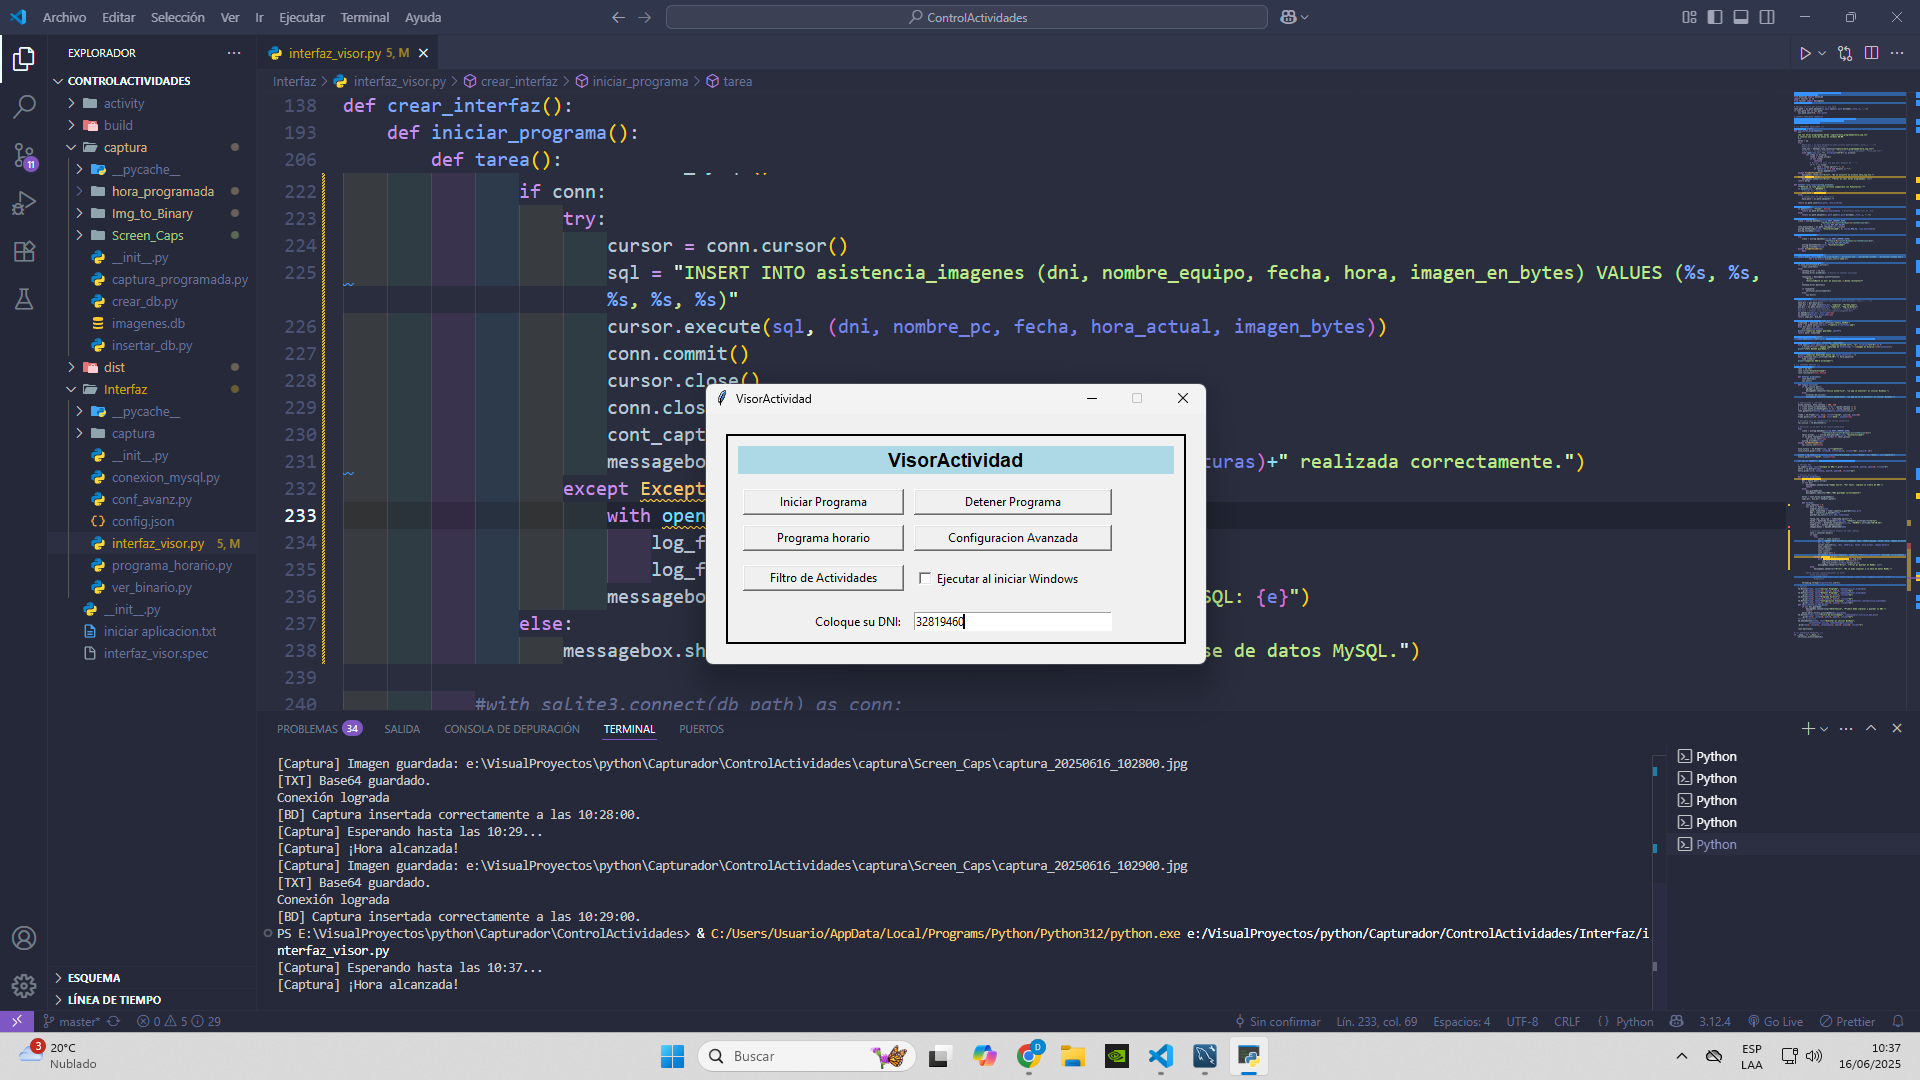 Archivo Editar Selección Ver Ir Ejecutar Terminal Ayuda
ControlActividades
EXPLORADOR
CONTROLACTIVIDADES
activity
build
captura
__pycache__
hora_programada
Img_to_Binary
Screen_Caps
__init__.py
captura_programada.py
crear_db.py
imagenes.db
insertar_db.py
dist
Interfaz
__pycache__
captura
__init__.py
conexion_mysql.py
conf_avanz.py
config.json
interfaz_visor.py 5, M
programa_horario.py
ver_binario.py
__init__.py
iniciar aplicacion.txt
interfaz_visor.spec
ESQUEMA
LÍNEA DE TIEMPO
11
interfaz_visor.py 5, M
Interfaz > interfaz_visor.py > crear_interfaz > iniciar_programa > tarea
138 def crear_interfaz():
193 def iniciar_programa():
206 def tarea():
222 if conn:
223 try:
224 cursor = conn.cursor()
225 sql = "INSERT INTO asistencia_imagenes (dni, nombre_equipo, fecha, hora, imagen_en_bytes) VALUES (%s, %s,
%s, %s, %s)"
226 cursor.execute(sql, (dni, nombre_pc, fecha, hora_actual, imagen_bytes))
227 conn.commit()
228 cursor.close()
229 conn.clos
230 cont_capt
231 messagebo turas)+" realizada correctamente.")
232 except Except
233 with open
234 log_f
235 log_f
236 messagebo SQL: {e}")
237 else:
238 messagebox.sh se de datos MySQL.")
239
240 #with sqlite3.connect(db_path) as conn:
VisorActividad
VisorActividad
Iniciar Programa Detener Programa
Programa horario Configuracion Avanzada
Filtro de Actividades Ejecutar al iniciar Windows
Coloque su DNI: 32819460
PROBLEMAS 34 SALIDA CONSOLA DE DEPURACIÓN TERMINAL PUERTOS
[Captura] Imagen guardada: e:\VisualProyectos\python\Capturador\ControlActividades\captura\Screen_Caps\captura_20250616_102800.jpg
[TXT] Base64 guardado.
Conexión lograda
[BD] Captura insertada correctamente a las 10:28:00.
[Captura] Esperando hasta las 10:29...
[Captura] ¡Hora alcanzada!
[Captura] Imagen guardada: e:\VisualProyectos\python\Capturador\ControlActividades\captura\Screen_Caps\captura_20250616_102900.jpg
[TXT] Base64 guardado.
Conexión lograda
[BD] Captura insertada correctamente a las 10:29:00.
PS E:\VisualProyectos\python\Capturador\ControlActividades> & C:/Users/Usuario/AppData/Local/Programs/Python/Python312/python.exe e:/VisualProyectos/python/Capturador/ControlActividades/Interfaz/i
nterfaz_visor.py
[Captura] Esperando hasta las 10:37...
[Captura] ¡Hora alcanzada!
Python
Python
Python
Python
Python
master* 0 5 29 Sin confirmar Lín. 233, col. 69 Espacios: 4 UTF-8 CRLF Python 3.12.4 Go Live Prettier
3
20°C
Nublado
Buscar
D
ESP
LAA
10:37
16/06/2025